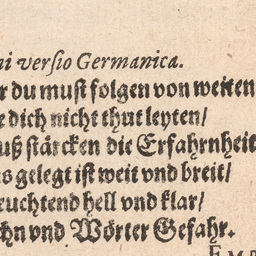 ni versio Germanica.
r du must folgen von weiten
e dich nicht thut leyten/
uß stärcken die Erfahrnheit
s gelegt ist weit vnd breit/
euchtend hell vnd klar/
hn vnd Wörter Gefahr.